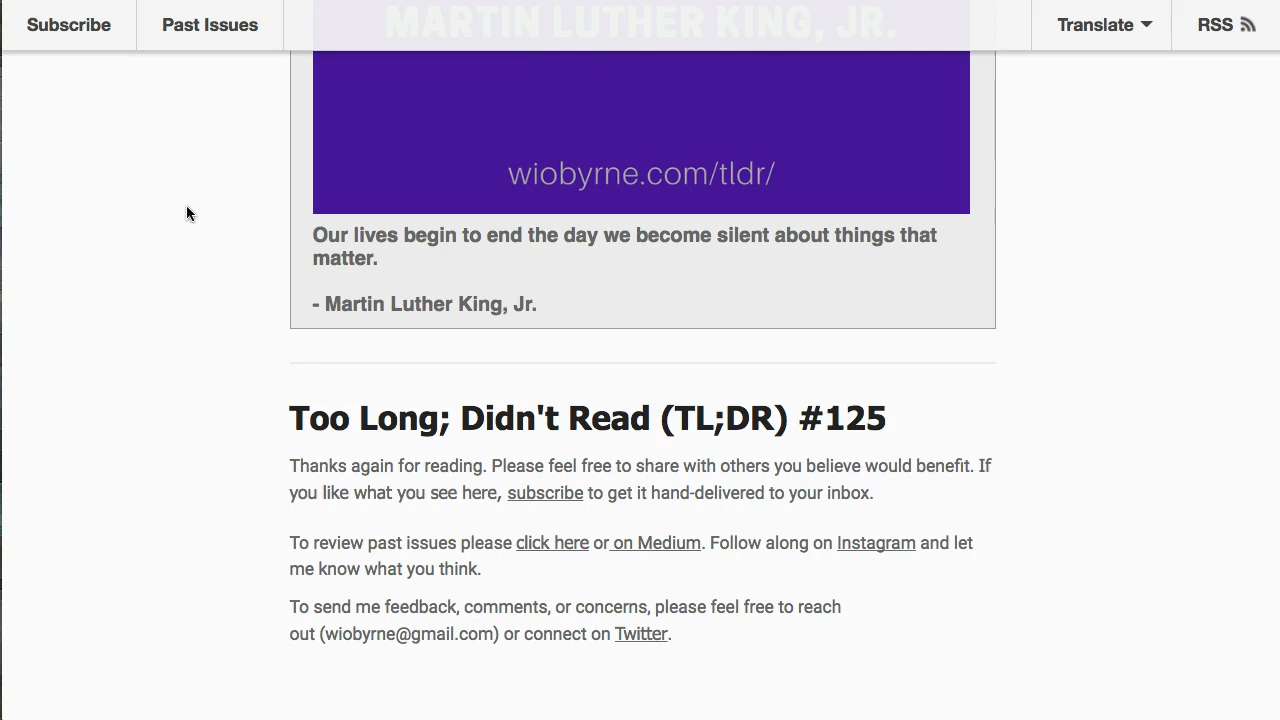 Subscribe
Past Issues
Translate
RSS
MARTIN LUTHER KING, JR.
wiobyrne.com/tldr/
Our lives begin to end the day we become silent about things that
matter.
- Martin Luther King, Jr.
Too Long; Didn't Read (TL;DR) #125
Thanks again for reading. Please feel free to share with others you believe would benefit. If
you like what you see here, subscribe to get it hand-delivered to your inbox.
To review past issues please click here or on Medium. Follow along on Instagram and let
me know what you think.
To send me feedback, comments, or concerns, please feel free to reach
out (wiobyrne@gmail.com) or connect on Twitter.